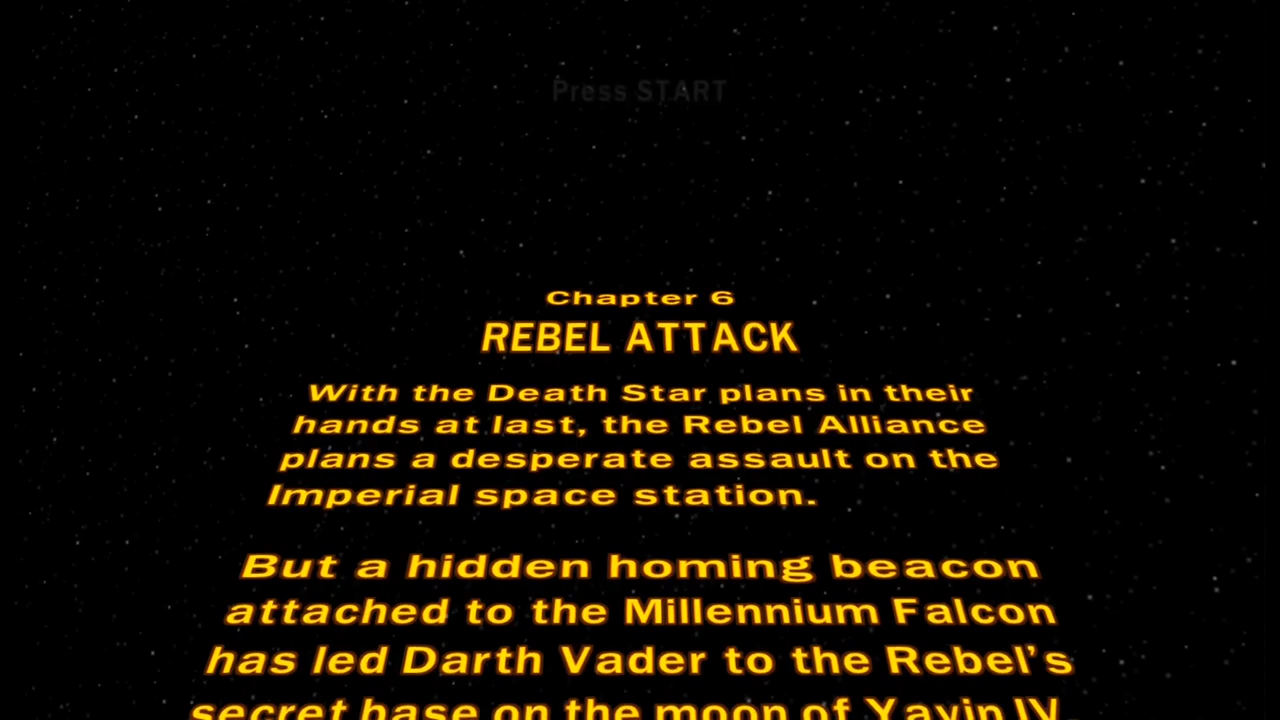 Press START
Chapter 6
REBEL ATTACK
With the Death Star plans in their
hands at last, the Rebel Alliance
plans a desperate assault on the
Imperial space station.
But a hidden homing beacon
attached to the Millennium Falcon
has led Darth Vader to the Rebel’s
secret base on the moon of Yavin IV